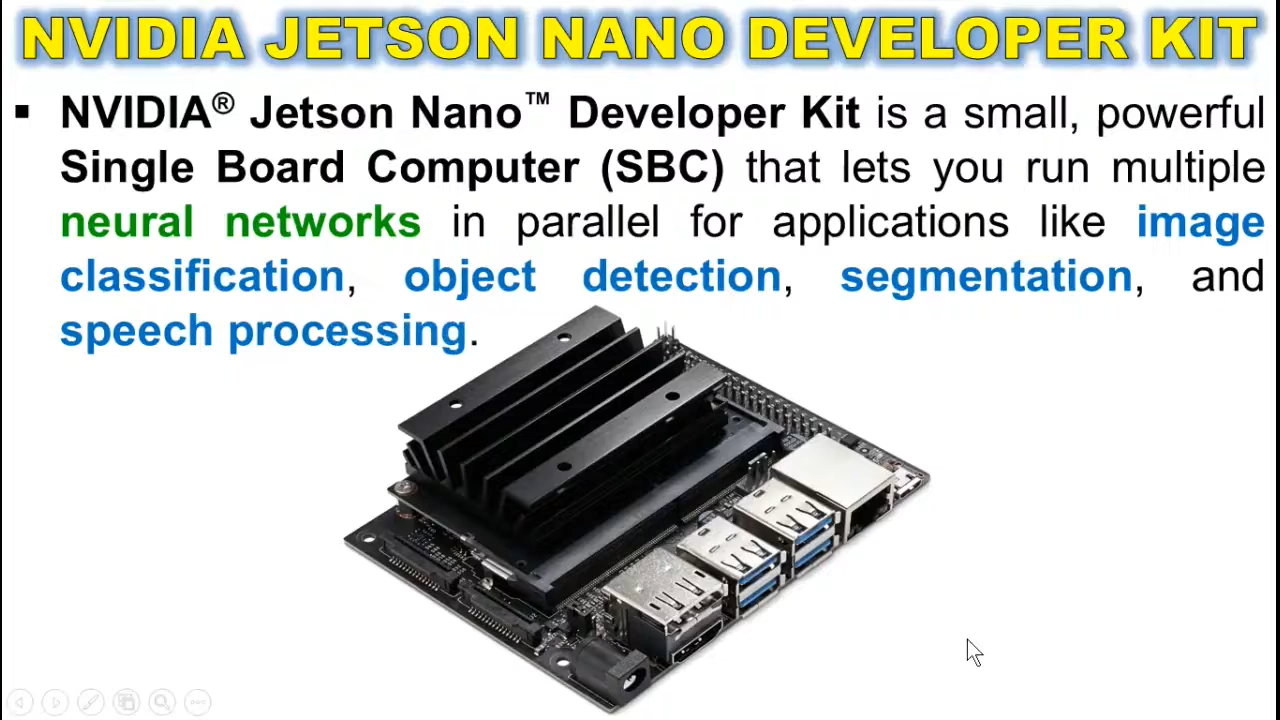 NVIDIA JETSON NANO DEVELOPER KIT
▪ NVIDIA® Jetson Nano™ Developer Kit is a small, powerful
Single Board Computer (SBC) that lets you run multiple
neural networks in parallel for applications like image
classification, object detection, segmentation, and
speech processing.